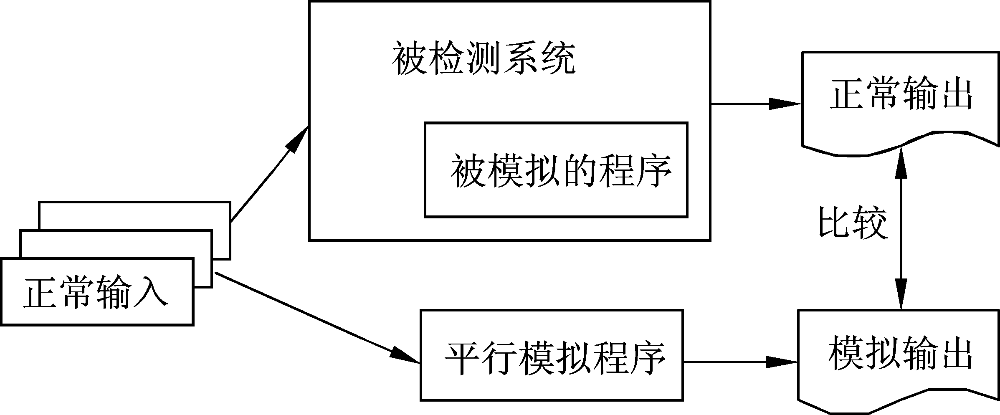 被检测系统
正常输出
被模拟的程序
比较
正常输入
平行模拟程序
模拟输出